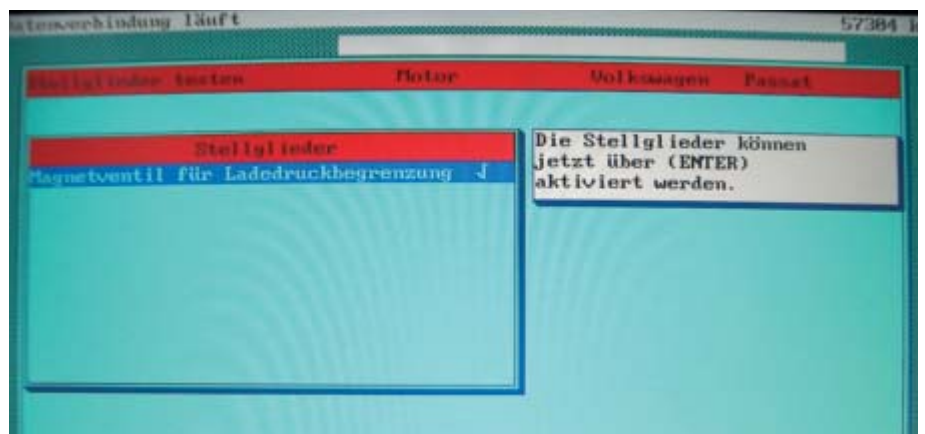 Datenverbindung läuft 57304
Stellglieder testen Motor Volkswagen Passat
Stellglieder
Magnetventil für Ladedruckbegrenzung √
Die Stellglieder können
jetzt über (ENTER)
aktiviert werden.